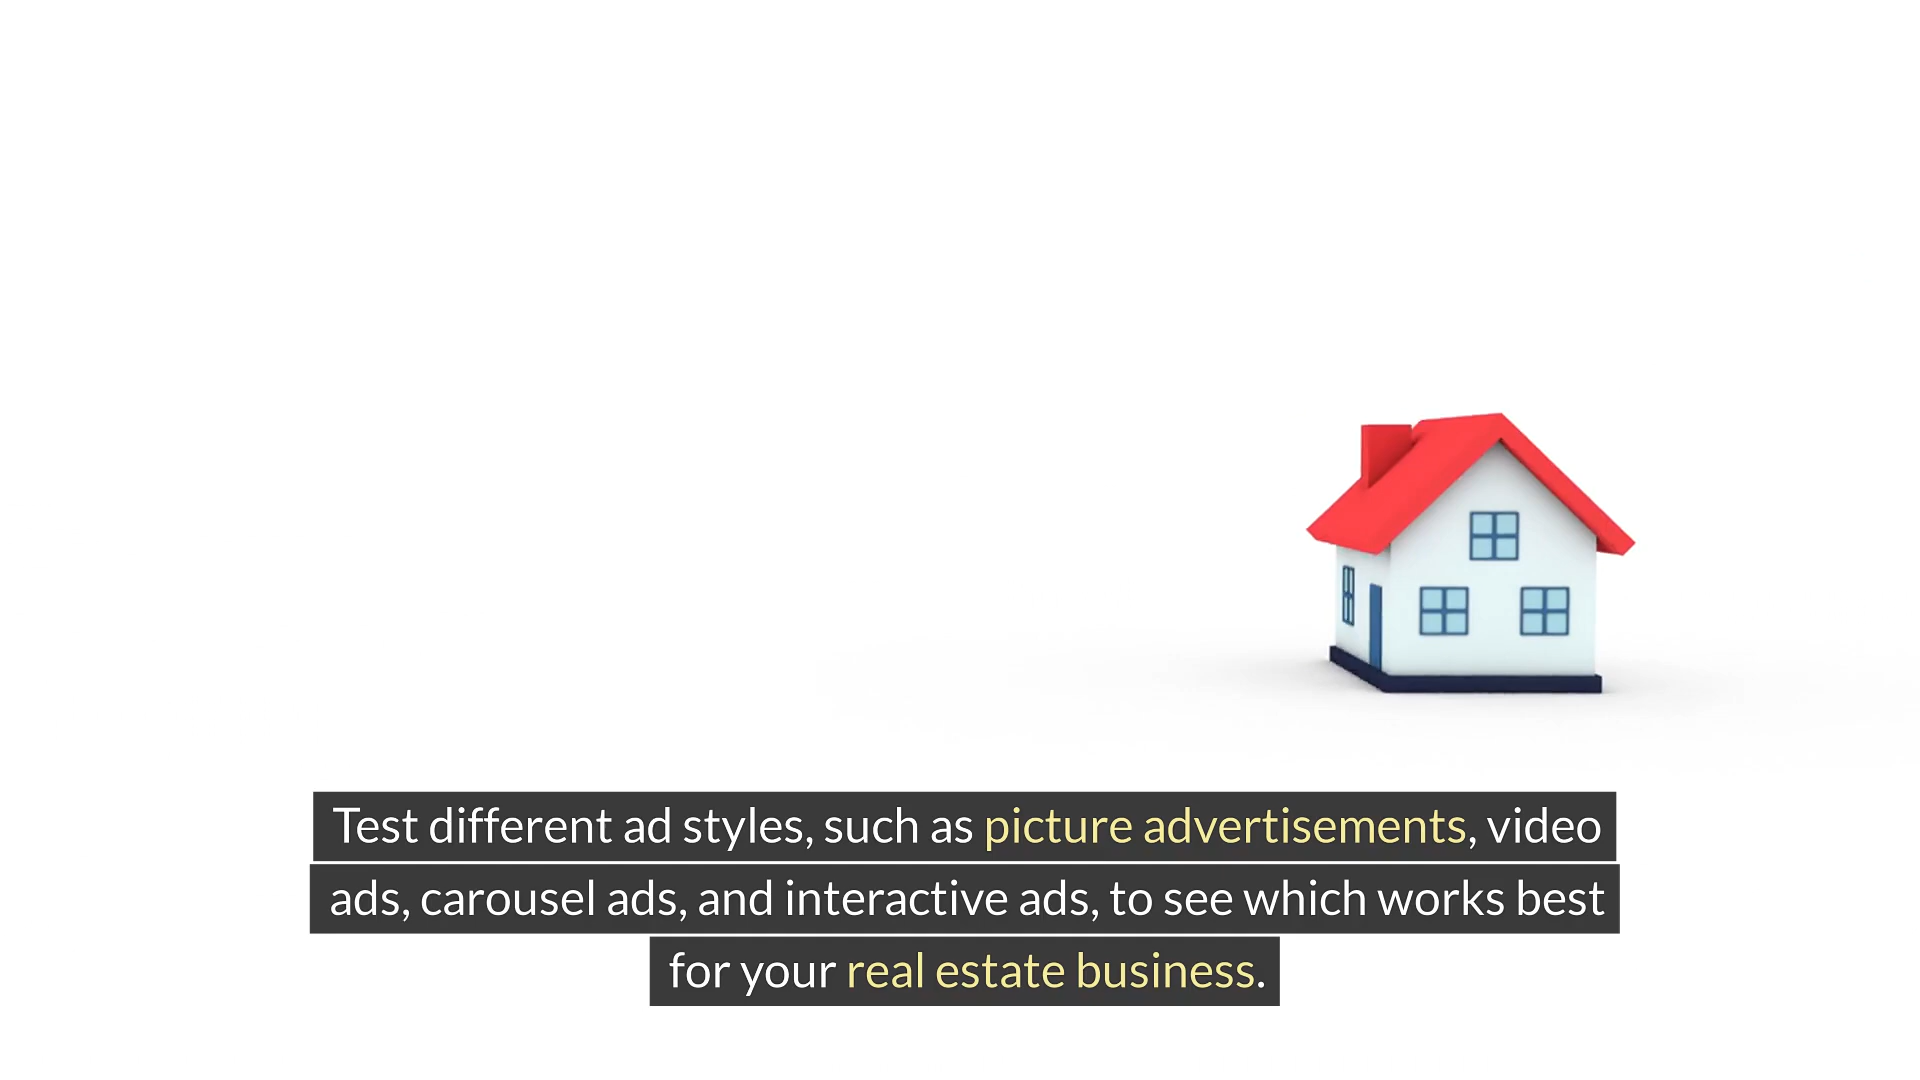 Test different ad styles, such as picture advertisements, video
ads, carousel ads, and interactive ads, to see which works best
for your real estate business.